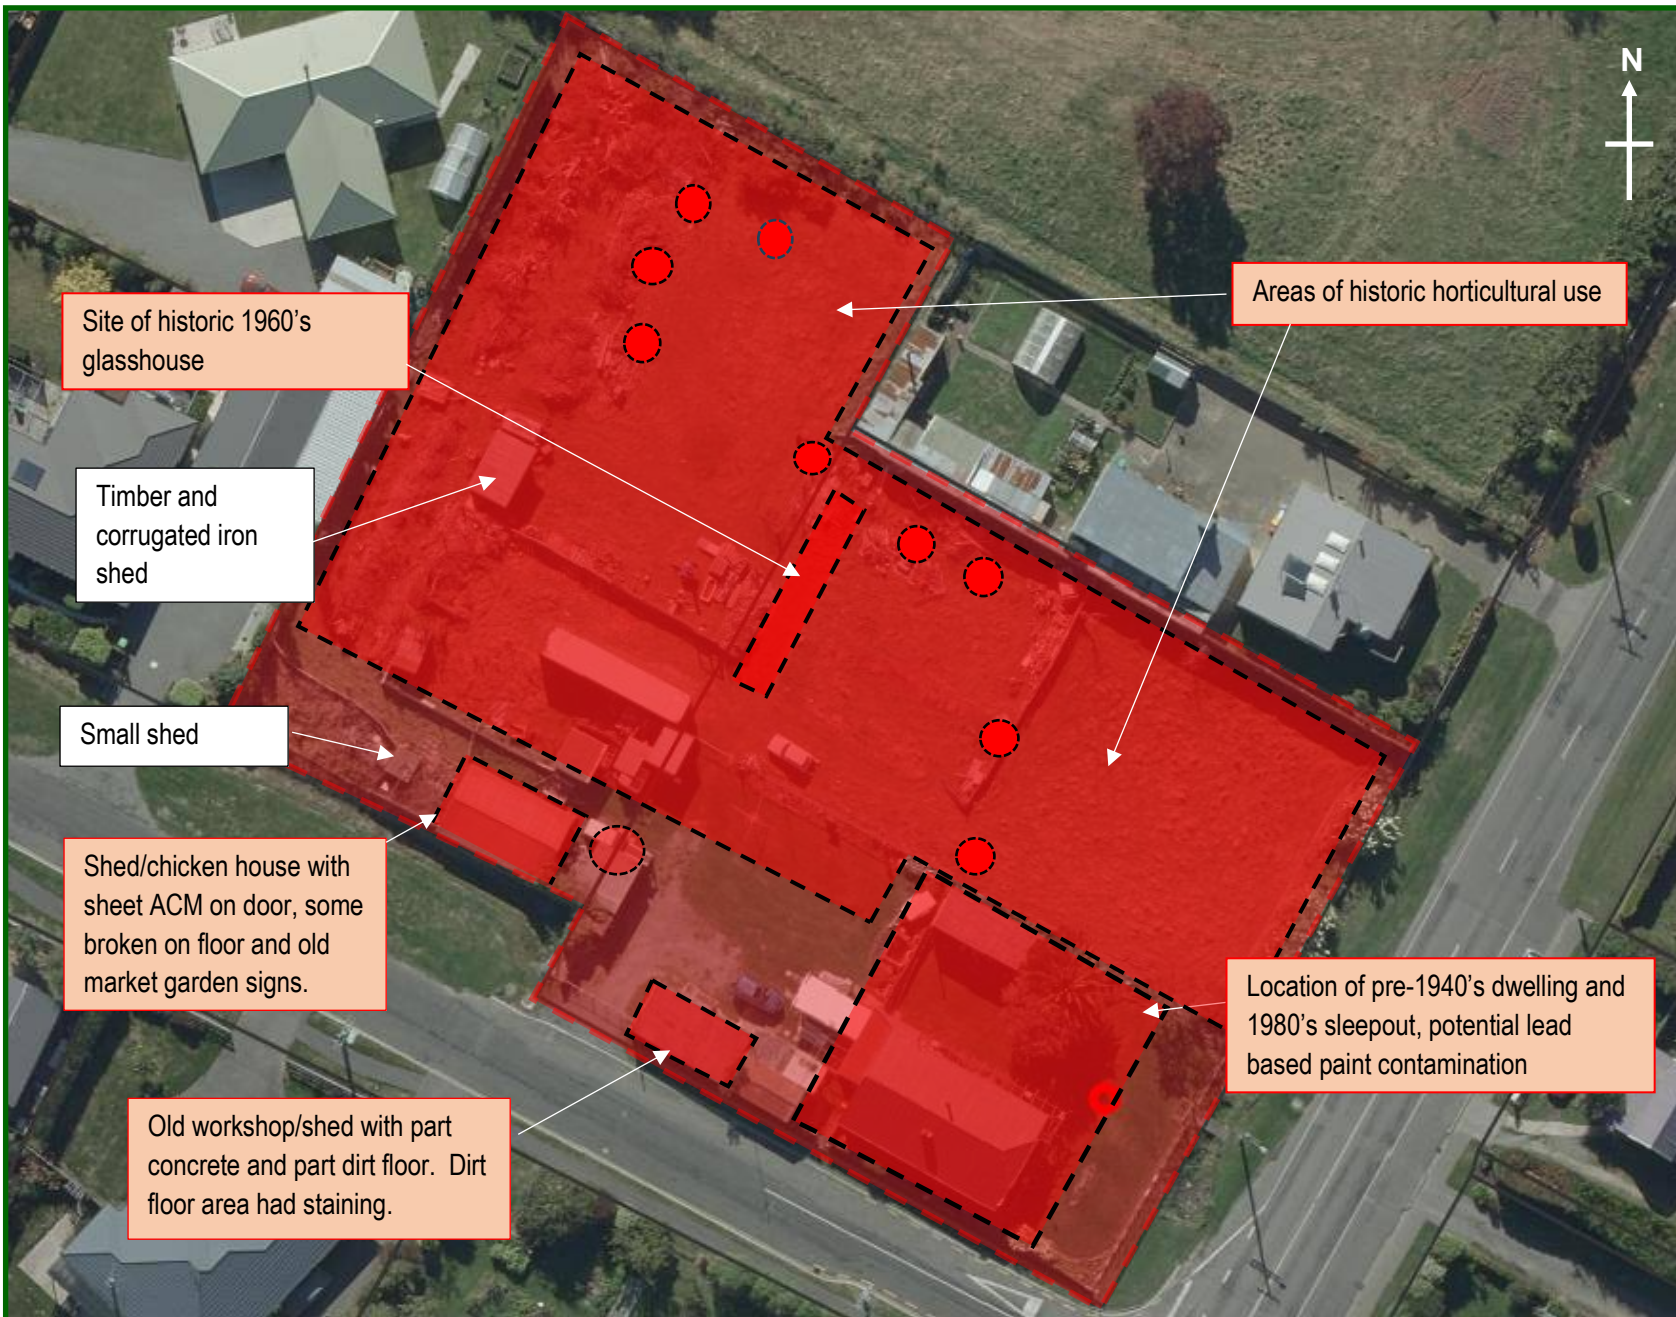 N
Areas of historic horticultural use
Site of historic 1960’s
glasshouse
Timber and
corrugated iron
shed
Small shed
Shed/chicken house with
sheet ACM on door, some
broken on floor and old
market garden signs.
Location of pre-1940’s dwelling and
1980’s sleepout, potential lead
based paint contamination
Old workshop/shed with part
concrete and part dirt floor.  Dirt
floor area had staining.